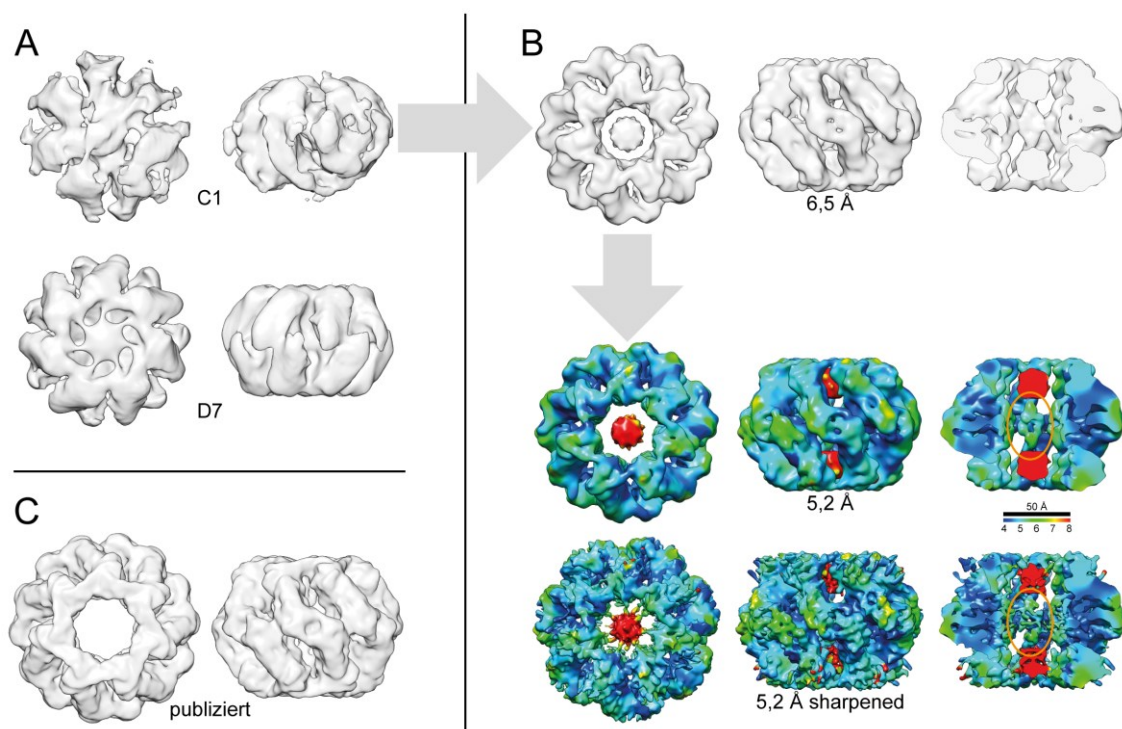 A
C1
D7
B
6,5 Å
5,2 Å
50 Å
4 5 6 7 8
5,2 Å sharpened
C
publiziert